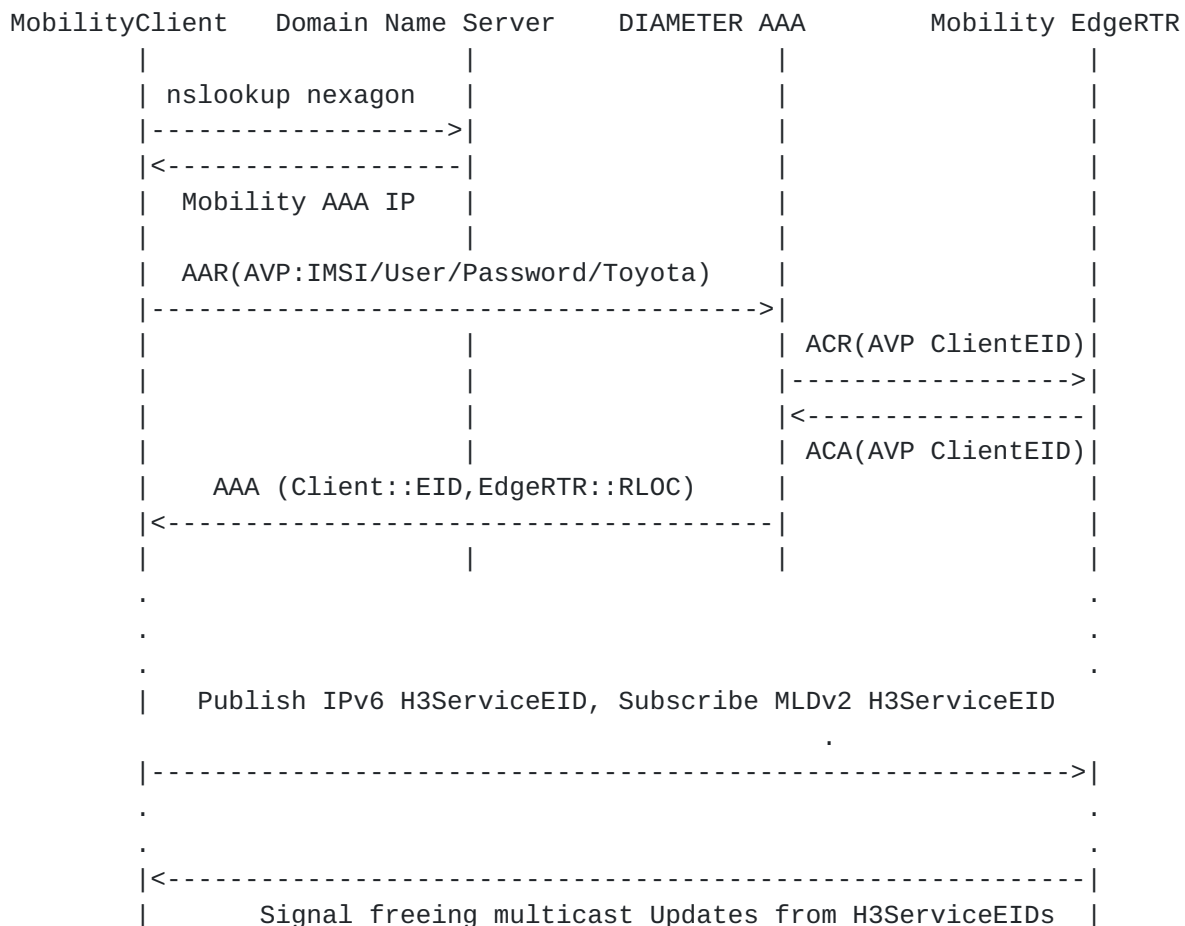 MobilityClient   Domain Name Server    DIAMETER AAA        Mobility EdgeRTR
        |                    |                   |                   |
        | nslookup nexagon   |                   |                   |
        |------------------->|                   |                   |
        |<-------------------|                   |                   |
        |  Mobility AAA IP   |                   |                   |
        |                    |                   |                   |
        |  AAR(AVP:IMSI/User/Password/Toyota)    |                   |
        |--------------------------------------->|                   |
        |                    |                   | ACR(AVP ClientEID)|
        |                    |                   |------------------>|
        |                    |                   |<------------------|
        |                    |                   | ACA(AVP ClientEID)|
        |    AAA (Client::EID,EdgeRTR::RLOC)     |                   |
        |<---------------------------------------|                   |
        |                    |                   |                   |
        .                                                            .
        .                                                            .
        .                                                            .
        |   Publish IPv6 H3ServiceEID, Subscribe MLDv2 H3ServiceEID
                                                    .
        |----------------------------------------------------------->|
        .                                                            .
        .                                                            .
        |<-----------------------------------------------------------|
        |       Signal freeing multicast Updates from H3ServiceEIDs  |